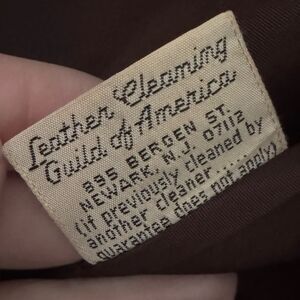 Leather Cleaning
Guild of America
395 BERGEN ST.
NEWARK, N.J. 07112
(if previously cleaned by
another cleaner.....
guarantee does not apply)